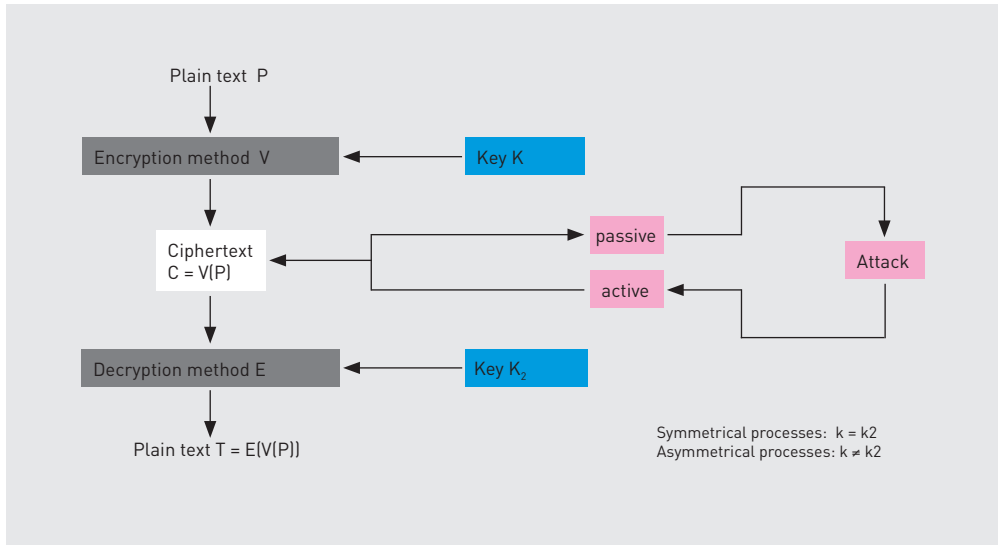 Plain text P
Encryption method V
Key K
Ciphertext
C = V(P)
passive
active
Attack
Decryption method E
Key K₂
Plain text T = E(V(P))
Symmetrical processes: k = k2
Asymmetrical processes: k ≠ k2